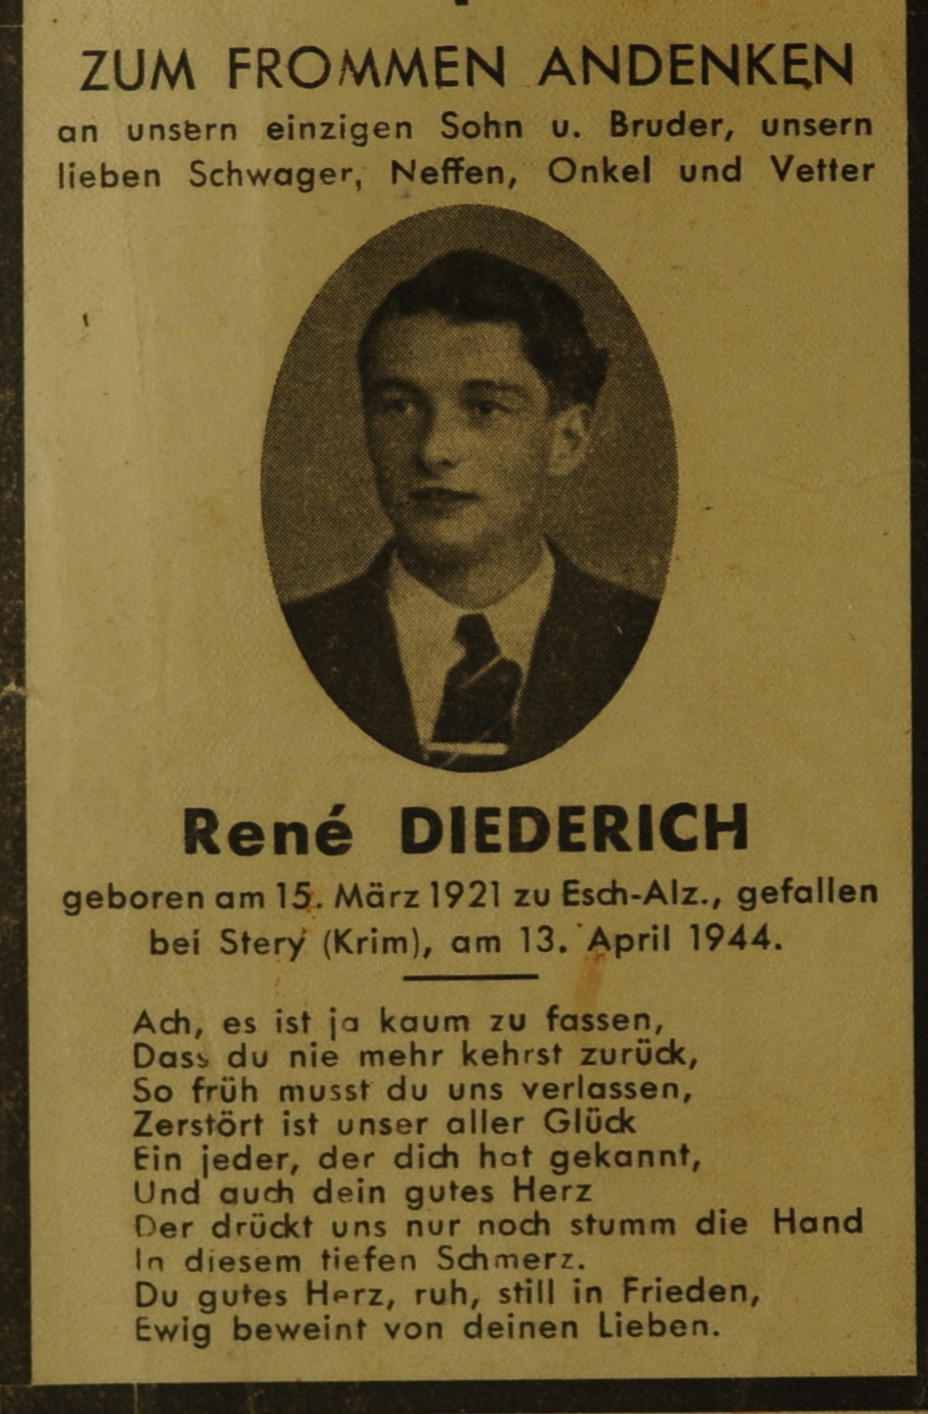 ZUM FROMMEN ANDENKEN
an unsern einzigen Sohn u. Bruder, unsern
lieben Schwager, Neffen, Onkel und Vetter
René DIEDERICH
geboren am 15. März 1921 zu Esch-Alz., gefallen
bei Stery (Krim), am 13. April 1944.
Ach, es ist ja kaum zu fassen,
Dass du nie mehr kehrst zurück,
So früh musst du uns verlassen,
Zerstört ist unser aller Glück
Ein jeder, der dich hat gekannt,
Und auch dein gutes Herz
Der drückt uns nur noch stumm die Hand
In diesem tiefen Schmerz.
Du gutes Herz, ruh, still in Frieden,
Ewig beweint von deinen Lieben.